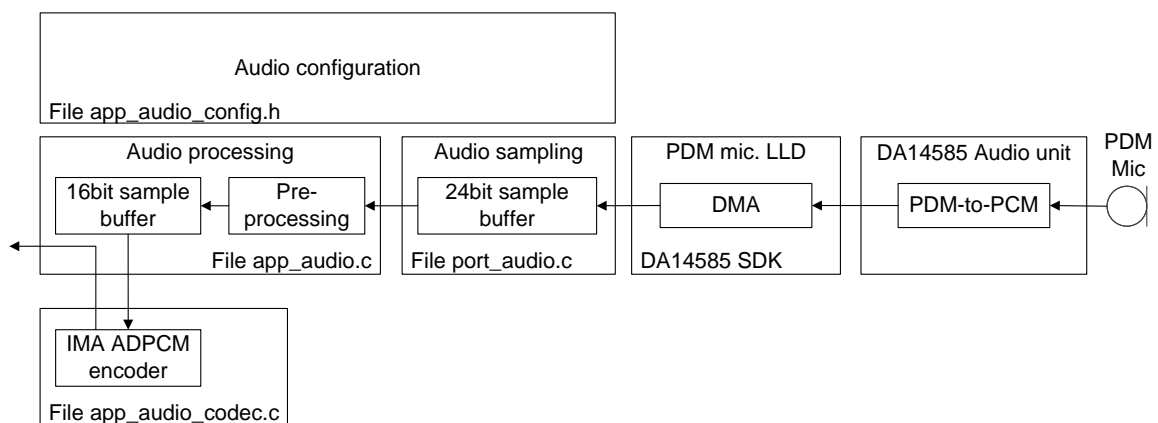 Audio configuration
File app_audio_config.h
Audio processing
16bit sample
buffer
Pre-
processing
File app_audio.c
Audio sampling
24bit sample
buffer
File port_audio.c
PDM mic. LLD
DMA
DA14585 SDK
DA14585 Audio unit
PDM-to-PCM
PDM
Mic
IMA ADPCM
encoder
File app_audio_codec.c